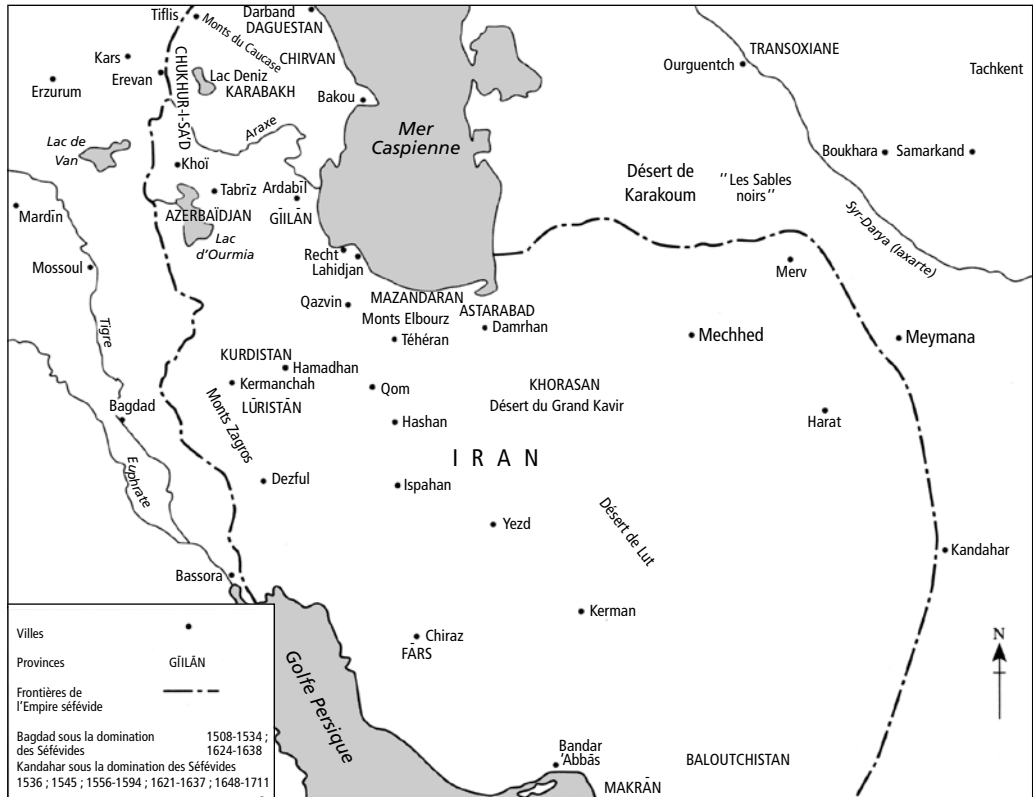 Tiflis
Darband
DAGUESTAN
Monts du Caucase
CHIRVAN
Kars
Erevan
Erzurum
CHUKHUR-I-SA'D
Lac Deniz
KARABAKH
Bakou
Araxe
Mer
Caspienne
TRANSOXIANE
Ourguentch
Tachkent
Boukhara
Samarkand
Désert de
Karakoum
"Les Sables
noirs"
Syr-Darya (Iaxarte)
Lac de
Van
Khoï
Tabrīz
Ardabīl
GĪILĀN
AZERBAÏDJAN
Lac
d'Ourmia
Mardīn
Mossoul
Recht
Lahidjan
Merv
Qazvin
MAZANDARAN
Monts Elbourz
ASTARABAD
Damrhan
Téhéran
Mechhed
Meymana
Tigre
KURDISTAN
Hamadhan
Kermanchah
LŪRISTĀN
Qom
KHORASAN
Désert du Grand Kavir
Monts Zagros
Bagdad
Hashan
Harat
IRAN
Euphrate
Dezful
Ispahan
Yezd
Désert de Lut
Kandahar
Bassora
Kerman
Chiraz
FĀRS
Golfe Persique
Bandar
'Abbās
BALOUTCHISTAN
MAKRĀN
N
Villes
Provinces GĪILĀN
Frontières de
l'Empire séfévide
Bagdad sous la domination 1508-1534 ;
des Séfévides 1624-1638
Kandahar sous la domination des Séfévides
1536 ; 1545 ; 1556-1594 ; 1621-1637 ; 1648-1711